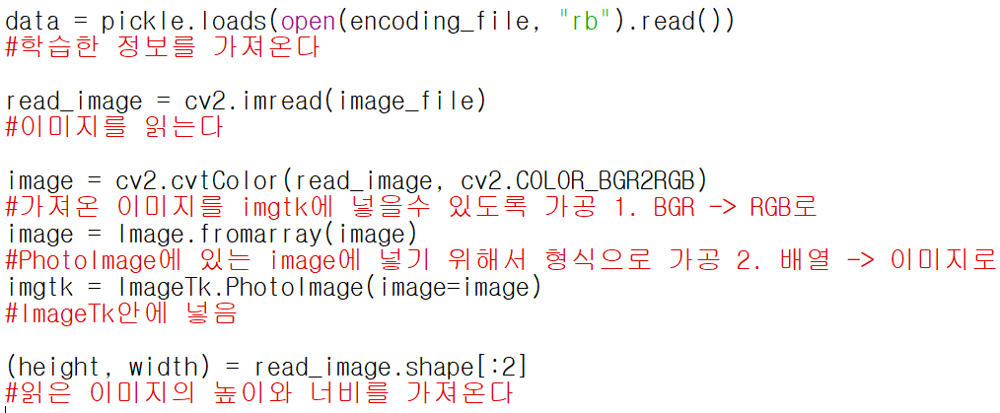 data = pickle.loads(open(encoding_file, "rb").read())
#학습한 정보를 가져온다
read_image = cv2.imread(image_file)
#이미지를 읽는다
image = cv2.cvtColor(read_image, cv2.COLOR_BGR2RGB)
#가져온 이미지를 imgtk에 넣을수 있도록 가공 1. BGR -> RGB로
image = Image.fromarray(image)
#PhotoImage에 있는 image에 넣기 위해서 형식으로 가공 2. 배열 -> 이미지로
imgtk = ImageTk.PhotoImage(image=image)
#ImageTk안에 넣음
(height, width) = read_image.shape[:2]
#읽은 이미지의 높이와 너비를 가져온다